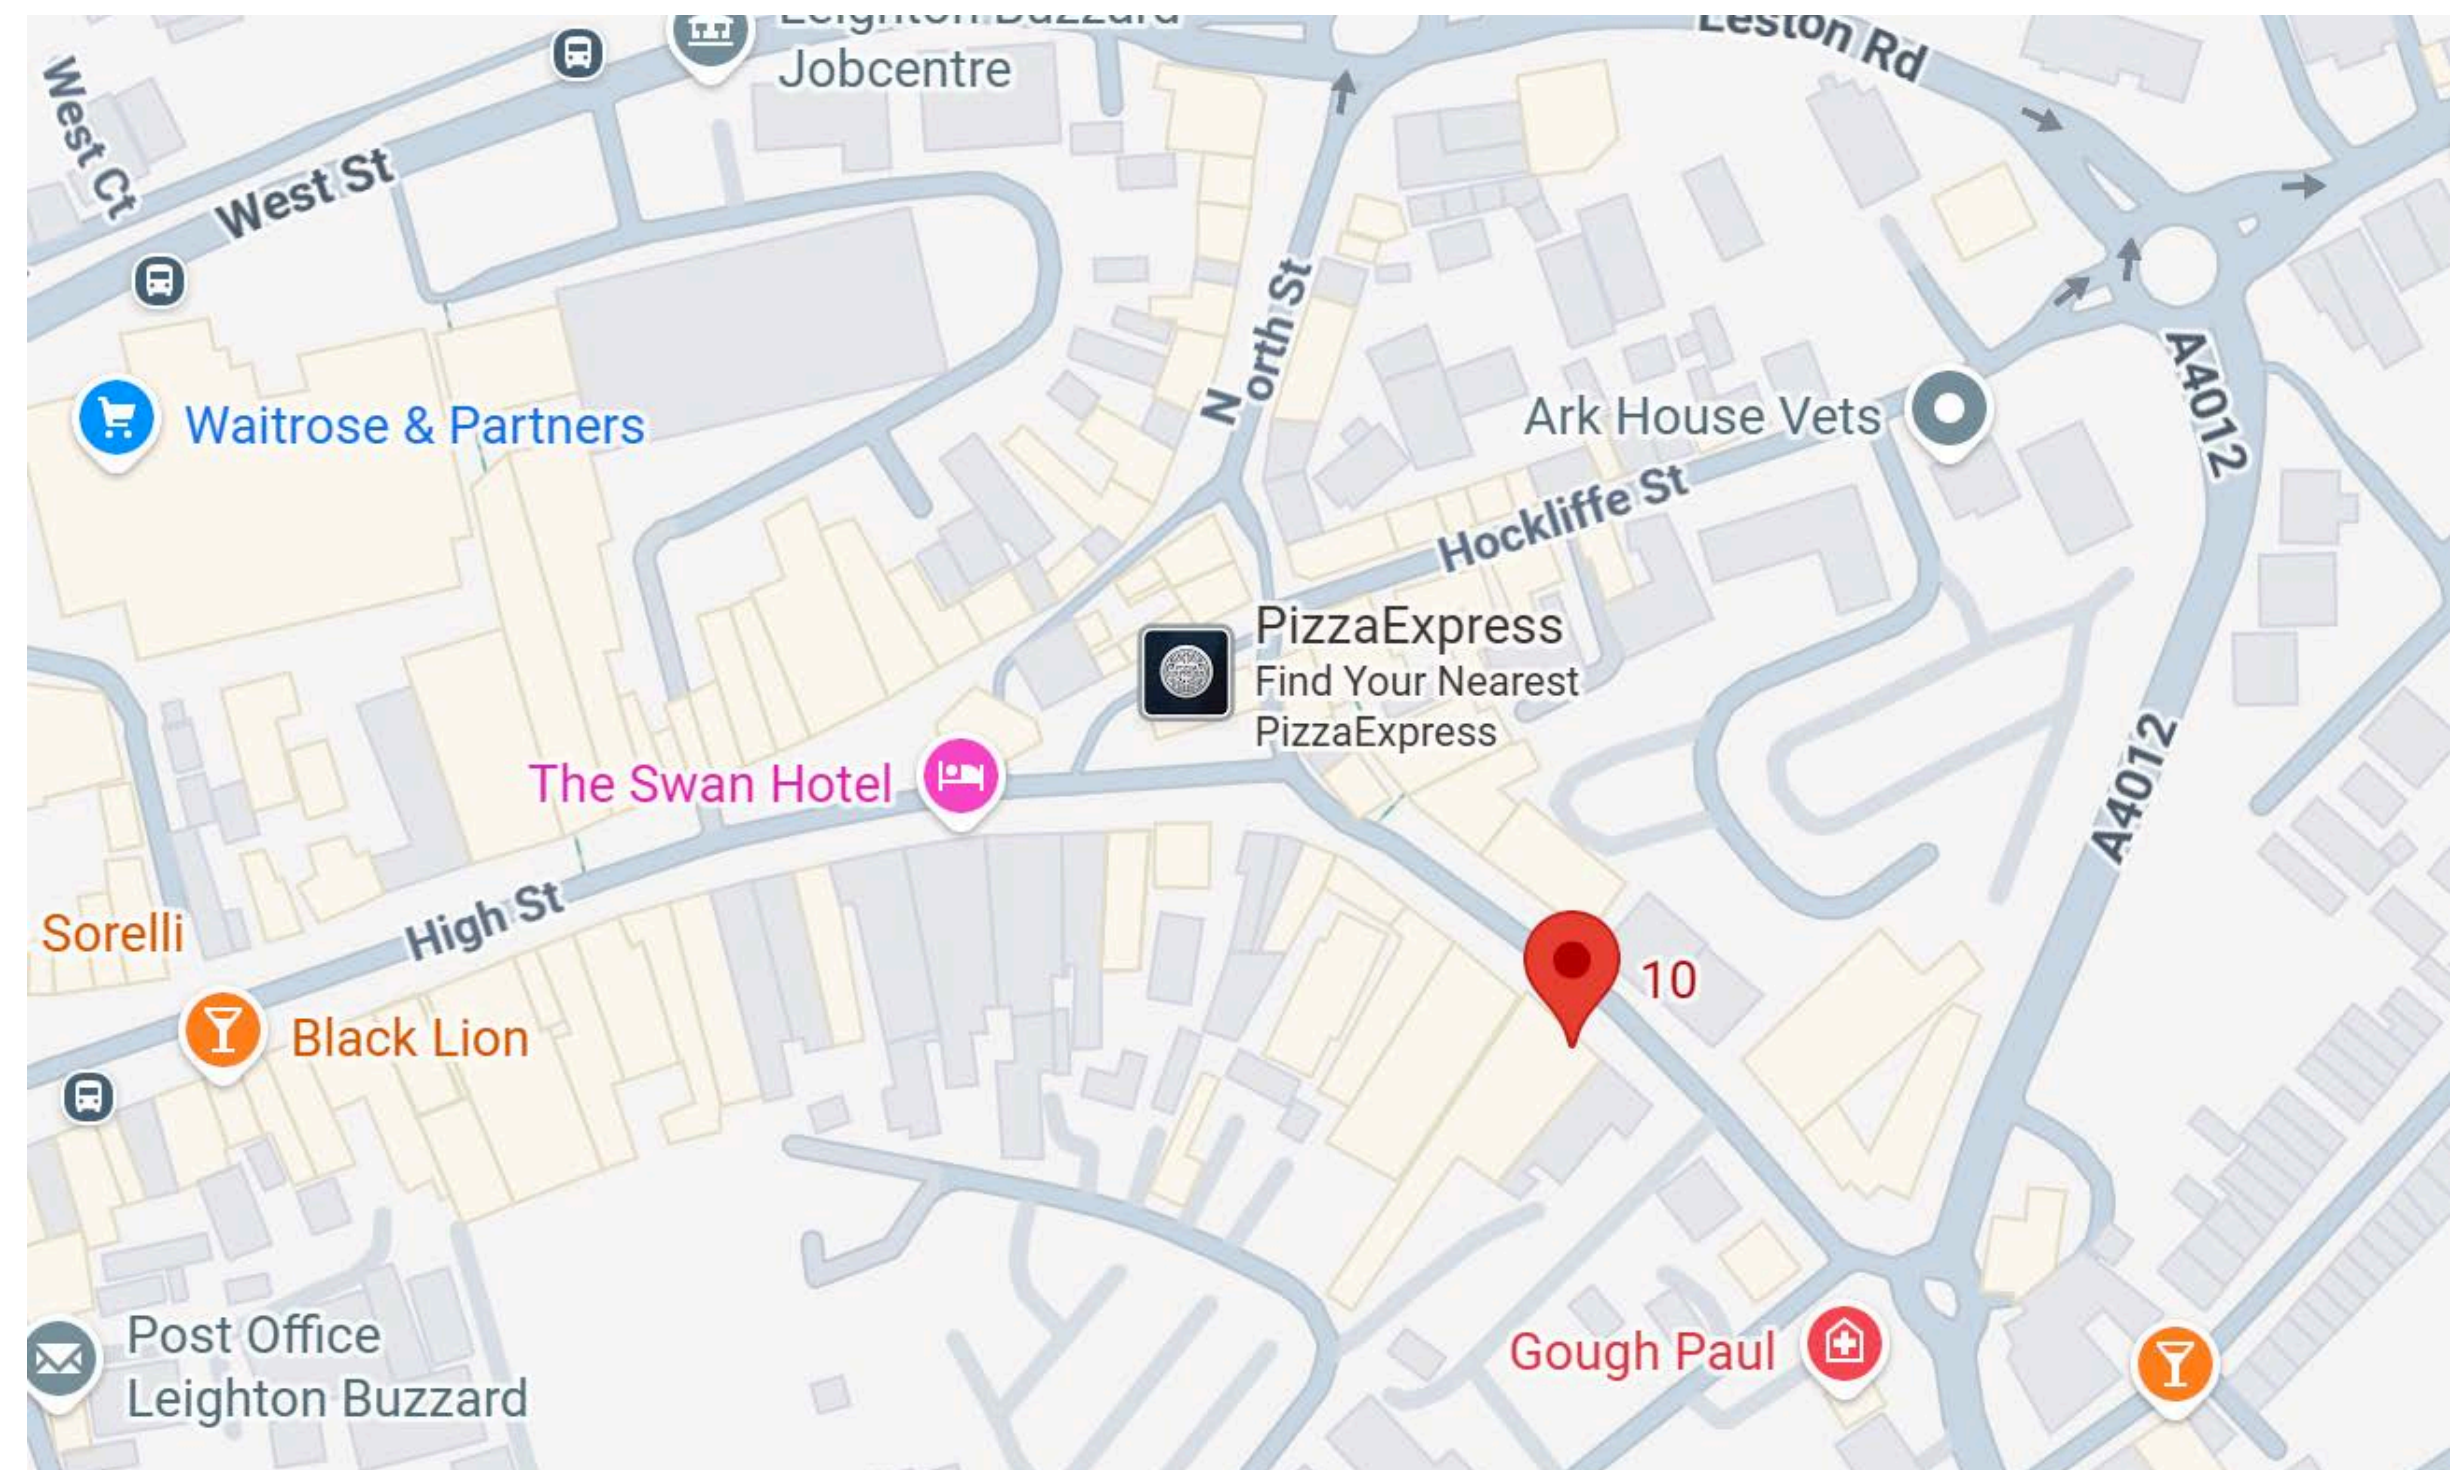 Leighton Buzzard
Jobcentre
Leston Rd
West Ct
West St
North St
A4012
Waitrose & Partners
Ark House Vets
Hockliffe St
PizzaExpress
Find Your Nearest
PizzaExpress
The Swan Hotel
A4012
High St
Sorelli
10
Black Lion
Post Office
Leighton Buzzard
Gough Paul